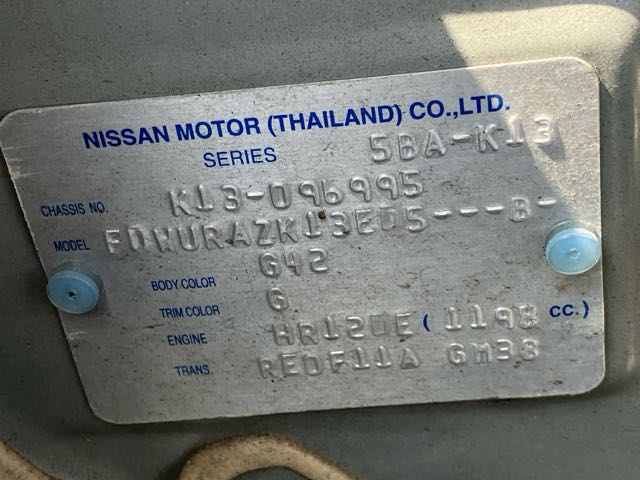 NISSAN MOTOR (THAILAND) CO.,LTD.
SERIES 5BA-K13
CHASSIS NO. K13-096995
MODEL FDWURAZK13EDS---B-
BODY COLOR G42
TRIM COLOR G
ENGINE HR12DE ( 1198 CC. )
TRANS. RE0F11A GM38